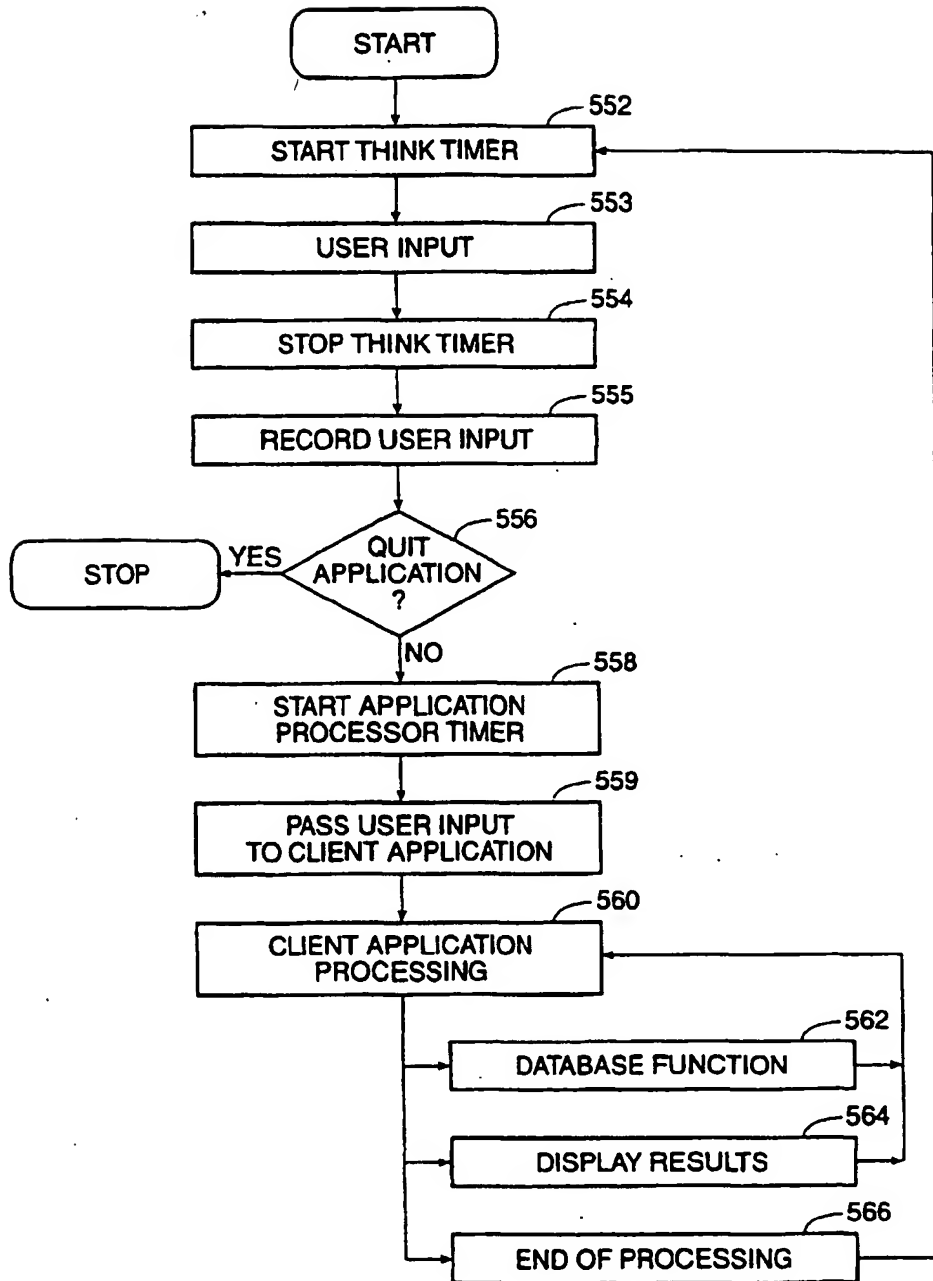 START
552
START THINK TIMER
553
USER INPUT
554
STOP THINK TIMER
555
RECORD USER INPUT
556
QUIT
APPLICATION
?
YES
STOP
NO
558
START APPLICATION
PROCESSOR TIMER
559
PASS USER INPUT
TO CLIENT APPLICATION
560
CLIENT APPLICATION
PROCESSING
562
DATABASE FUNCTION
564
DISPLAY RESULTS
566
END OF PROCESSING